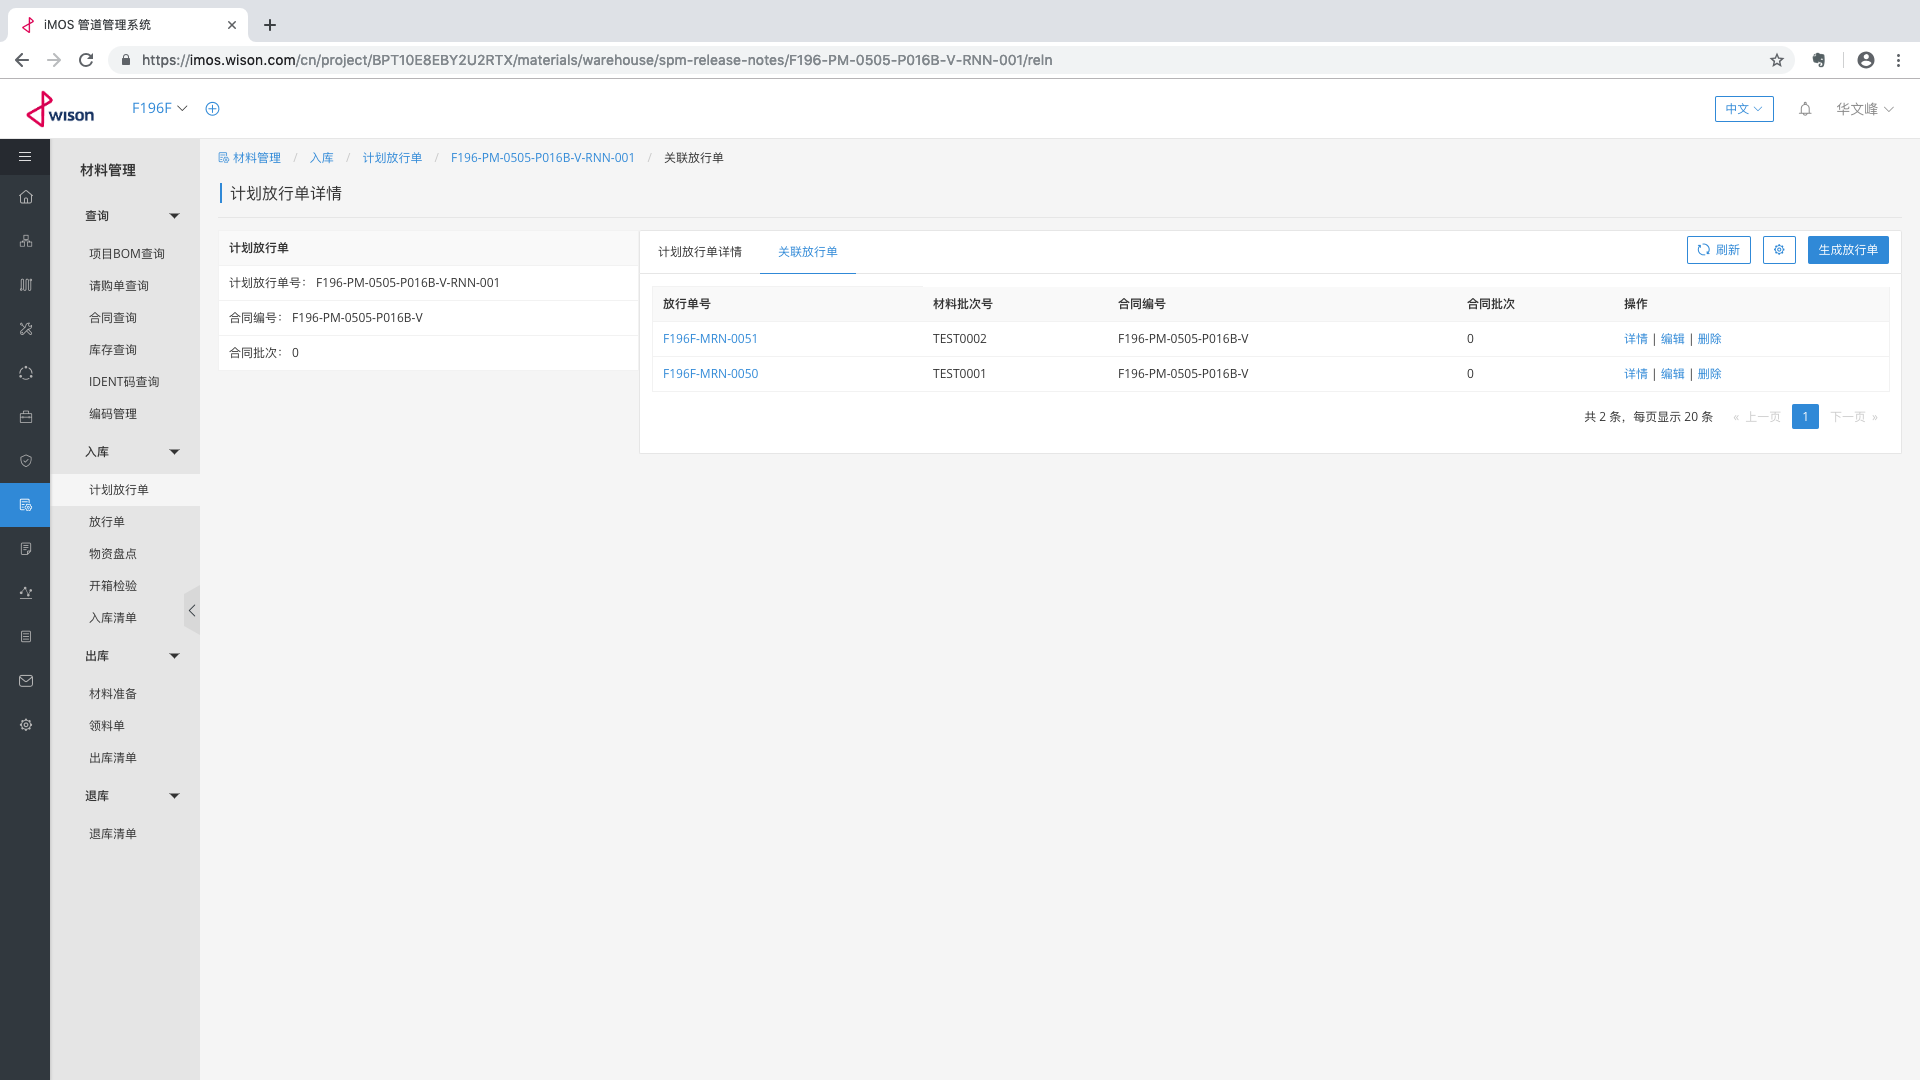 iMOS 管道管理系统
https://imos.wison.com/cn/project/BPT10E8EBY2U2RTX/materials/warehouse/spm-release-notes/F196-PM-0505-P016B-V-RNN-001/reln
wison
F196F
中文
华文峰
材料管理
查询
项目BOM查询
请购单查询
合同查询
库存查询
IDENT码查询
编码管理
入库
计划放行单
放行单
物资盘点
开箱检验
入库清单
出库
材料准备
领料单
出库清单
退库
退库清单
材料管理 / 入库 / 计划放行单 / F196-PM-0505-P016B-V-RNN-001 / 关联放行单
计划放行单详情
计划放行单
计划放行单号： F196-PM-0505-P016B-V-RNN-001
合同编号： F196-PM-0505-P016B-V
合同批次： 0
计划放行单详情 关联放行单 刷新 生成放行单
放行单号 材料批次号 合同编号 合同批次 操作
F196F-MRN-0051 TEST0002 F196-PM-0505-P016B-V 0 详情 | 编辑 | 删除
F196F-MRN-0050 TEST0001 F196-PM-0505-P016B-V 0 详情 | 编辑 | 删除
共 2 条，每页显示 20 条 « 上一页 1 下一页 »